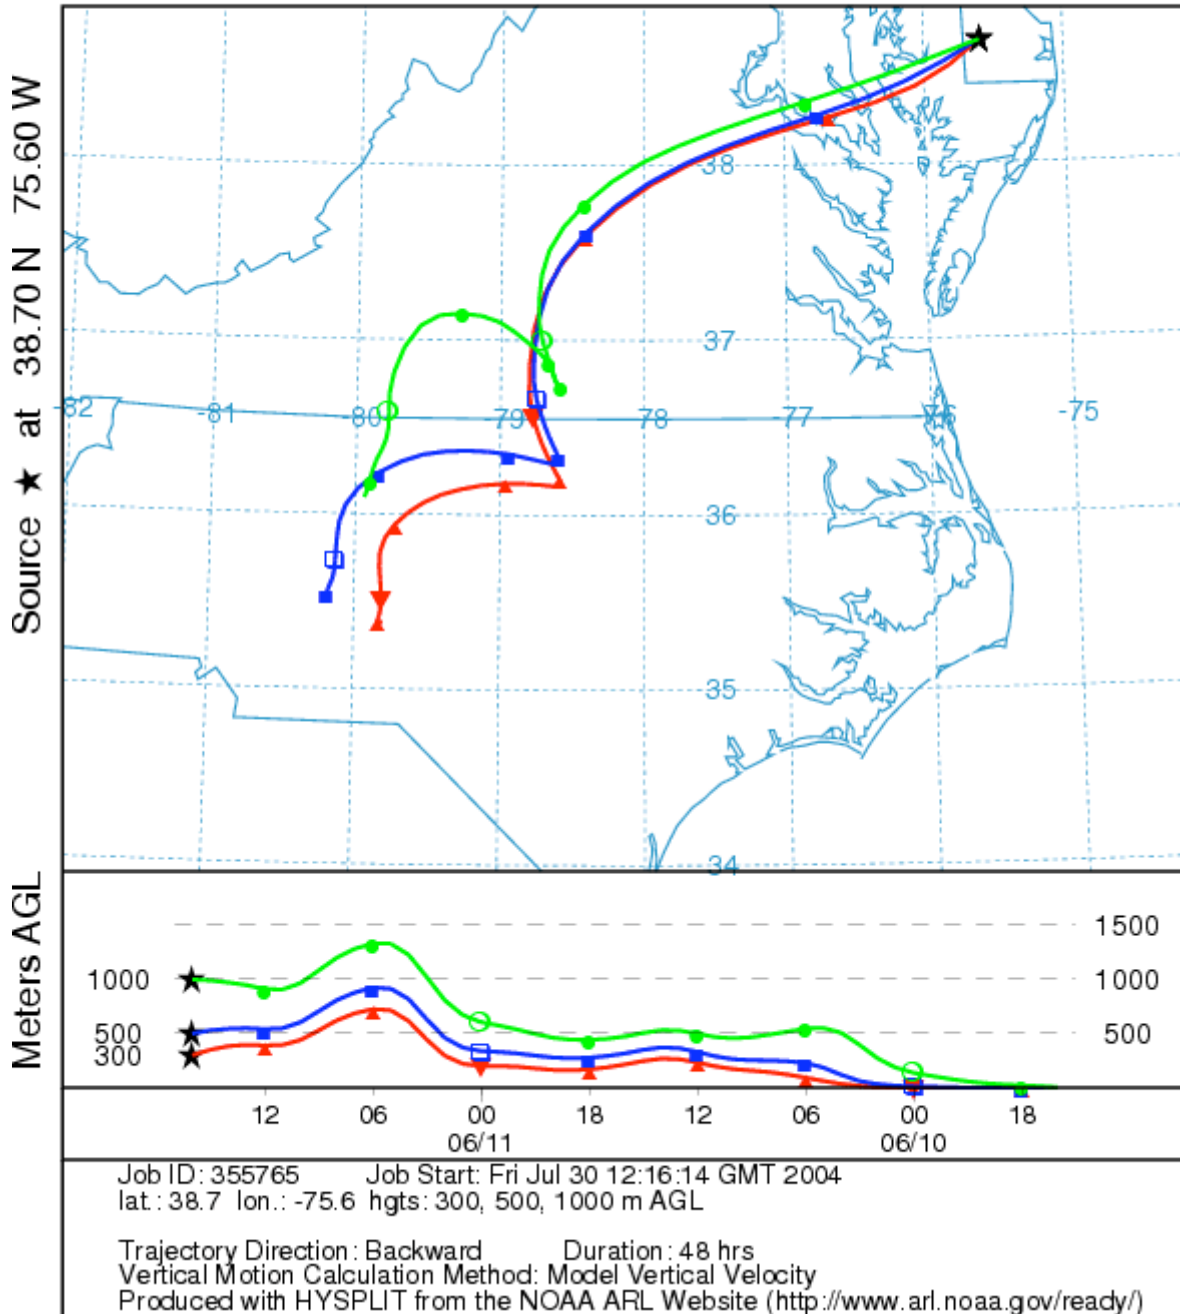 Source ★ at 38.70 N 75.60 W
38
37
-82 -81 -80 -79 78 -77 -76 -75
36
35
34
Meters AGL
1500
1000 1000
500 500
300
12 06 00 18 12 06 00 18
06/11 06/10
Job ID: 355765 Job Start: Fri Jul 30 12:16:14 GMT 2004
lat.: 38.7 lon.: -75.6 hgts: 300, 500, 1000 m AGL
Trajectory Direction: Backward Duration: 48 hrs
Vertical Motion Calculation Method: Model Vertical Velocity
Produced with HYSPLIT from the NOAA ARL Website (http://www.arl.noaa.gov/ready/)